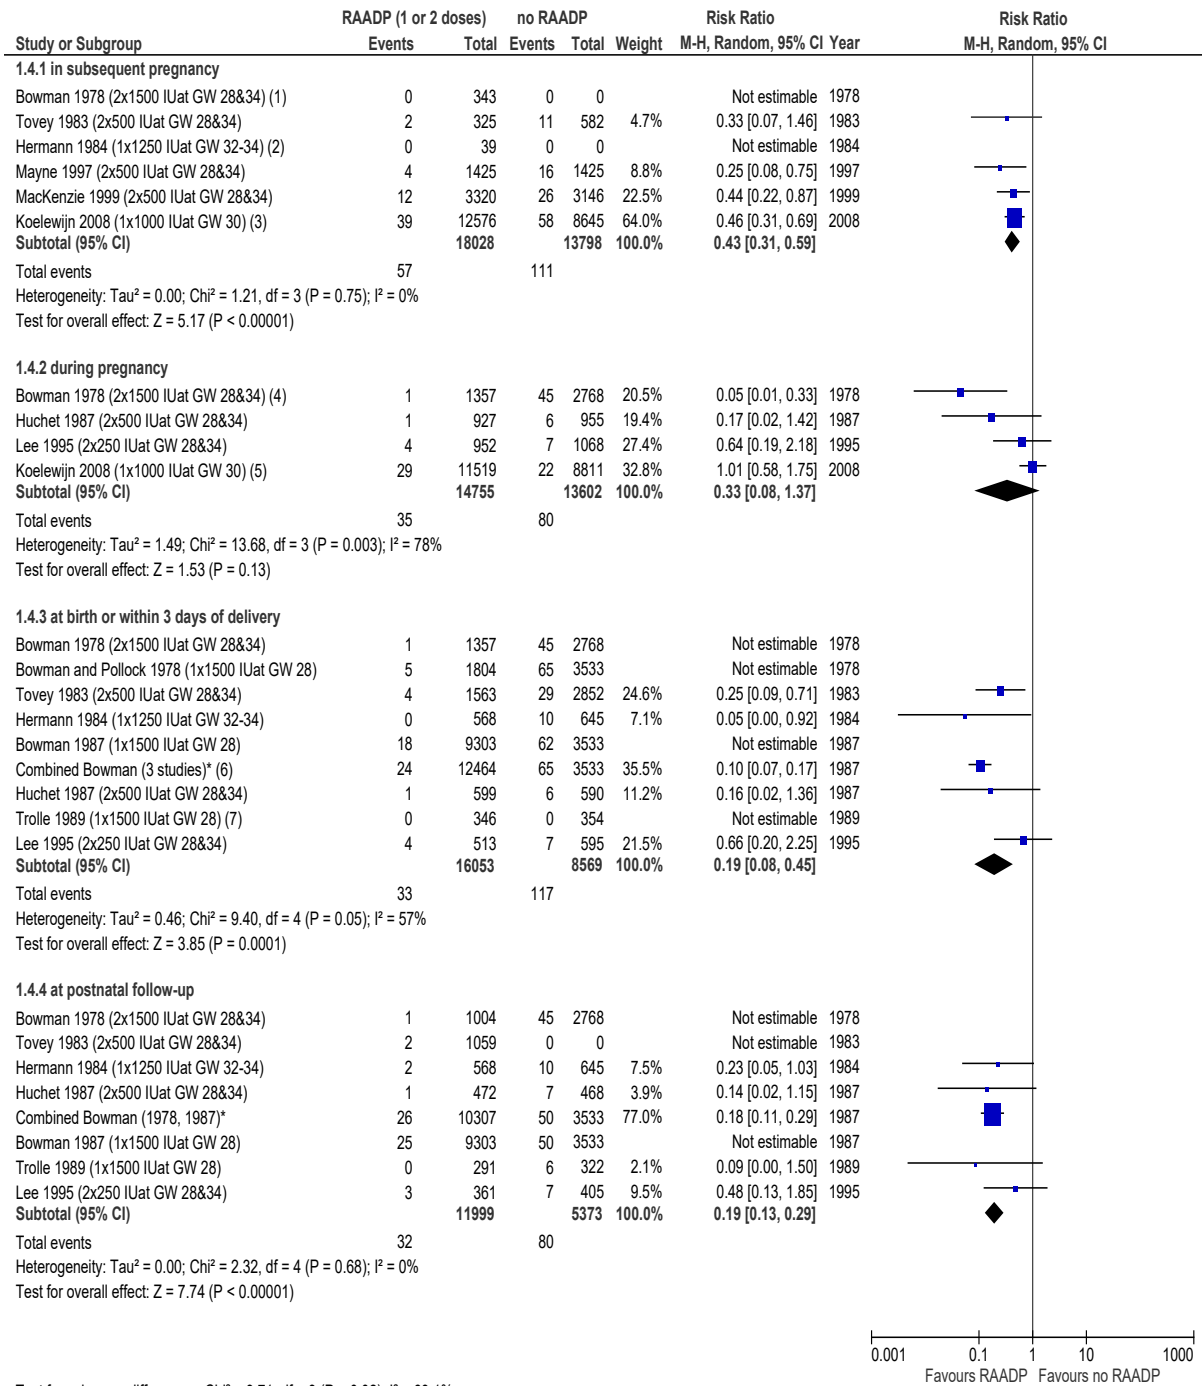 RAADP (1 or 2 doses) no RAADP Risk Ratio Risk Ratio
Study or Subgroup Events Total Events Total Weight M-H, Random, 95% CI Year M-H, Random, 95% CI
1.4.1 in subsequent pregnancy
Bowman 1978 (2x1500 IUat GW 28&34) (1) 0 343 0 0 Not estimable 1978
Tovey 1983 (2x500 IUat GW 28&34) 2 325 11 582 4.7% 0.33 [0.07, 1.46] 1983
Hermann 1984 (1x1250 IUat GW 32-34) (2) 0 39 0 0 Not estimable 1984
Mayne 1997 (2x500 IUat GW 28&34) 4 1425 16 1425 8.8% 0.25 [0.08, 0.75] 1997
MacKenzie 1999 (2x500 IUat GW 28&34) 12 3320 26 3146 22.5% 0.44 [0.22, 0.87] 1999
Koelewijn 2008 (1x1000 IUat GW 30) (3) 39 12576 58 8645 64.0% 0.46 [0.31, 0.69] 2008
Subtotal (95% CI) 18028 13798 100.0% 0.43 [0.31, 0.59]
Total events 57 111
Heterogeneity: Tau² = 0.00; Chi² = 1.21, df = 3 (P = 0.75); I² = 0%
Test for overall effect: Z = 5.17 (P < 0.00001)
1.4.2 during pregnancy
Bowman 1978 (2x1500 IUat GW 28&34) (4) 1 1357 45 2768 20.5% 0.05 [0.01, 0.33] 1978
Huchet 1987 (2x500 IUat GW 28&34) 1 927 6 955 19.4% 0.17 [0.02, 1.42] 1987
Lee 1995 (2x250 IUat GW 28&34) 4 952 7 1068 27.4% 0.64 [0.19, 2.18] 1995
Koelewijn 2008 (1x1000 IUat GW 30) (5) 29 11519 22 8811 32.8% 1.01 [0.58, 1.75] 2008
Subtotal (95% CI) 14755 13602 100.0% 0.33 [0.08, 1.37]
Total events 35 80
Heterogeneity: Tau² = 1.49; Chi² = 13.68, df = 3 (P = 0.003); I² = 78%
Test for overall effect: Z = 1.53 (P = 0.13)
1.4.3 at birth or within 3 days of delivery
Bowman 1978 (2x1500 IUat GW 28&34) 1 1357 45 2768 Not estimable 1978
Bowman and Pollock 1978 (1x1500 IUat GW 28) 5 1804 65 3533 Not estimable 1978
Tovey 1983 (2x500 IUat GW 28&34) 4 1563 29 2852 24.6% 0.25 [0.09, 0.71] 1983
Hermann 1984 (1x1250 IUat GW 32-34) 0 568 10 645 7.1% 0.05 [0.00, 0.92] 1984
Bowman 1987 (1x1500 IUat GW 28) 18 9303 62 3533 Not estimable 1987
Combined Bowman (3 studies)* (6) 24 12464 65 3533 35.5% 0.10 [0.07, 0.17] 1987
Huchet 1987 (2x500 IUat GW 28&34) 1 599 6 590 11.2% 0.16 [0.02, 1.36] 1987
Trolle 1989 (1x1500 IUat GW 28) (7) 0 346 0 354 Not estimable 1989
Lee 1995 (2x250 IUat GW 28&34) 4 513 7 595 21.5% 0.66 [0.20, 2.25] 1995
Subtotal (95% CI) 16053 8569 100.0% 0.19 [0.08, 0.45]
Total events 33 117
Heterogeneity: Tau² = 0.46; Chi² = 9.40, df = 4 (P = 0.05); I² = 57%
Test for overall effect: Z = 3.85 (P = 0.0001)
1.4.4 at postnatal follow-up
Bowman 1978 (2x1500 IUat GW 28&34) 1 1004 45 2768 Not estimable 1978
Tovey 1983 (2x500 IUat GW 28&34) 2 1059 0 0 Not estimable 1983
Hermann 1984 (1x1250 IUat GW 32-34) 2 568 10 645 7.5% 0.23 [0.05, 1.03] 1984
Huchet 1987 (2x500 IUat GW 28&34) 1 472 7 468 3.9% 0.14 [0.02, 1.15] 1987
Combined Bowman (1978, 1987)* 26 10307 50 3533 77.0% 0.18 [0.11, 0.29] 1987
Bowman 1987 (1x1500 IUat GW 28) 25 9303 50 3533 Not estimable 1987
Trolle 1989 (1x1500 IUat GW 28) 0 291 6 322 2.1% 0.09 [0.00, 1.50] 1989
Lee 1995 (2x250 IUat GW 28&34) 3 361 7 405 9.5% 0.48 [0.13, 1.85] 1995
Subtotal (95% CI) 11999 5373 100.0% 0.19 [0.13, 0.29]
Total events 32 80
Heterogeneity: Tau² = 0.00; Chi² = 2.32, df = 4 (P = 0.68); I² = 0%
Test for overall effect: Z = 7.74 (P < 0.00001)
0.001 0.1 1 10 1000
Favours RAADP Favours no RAADP